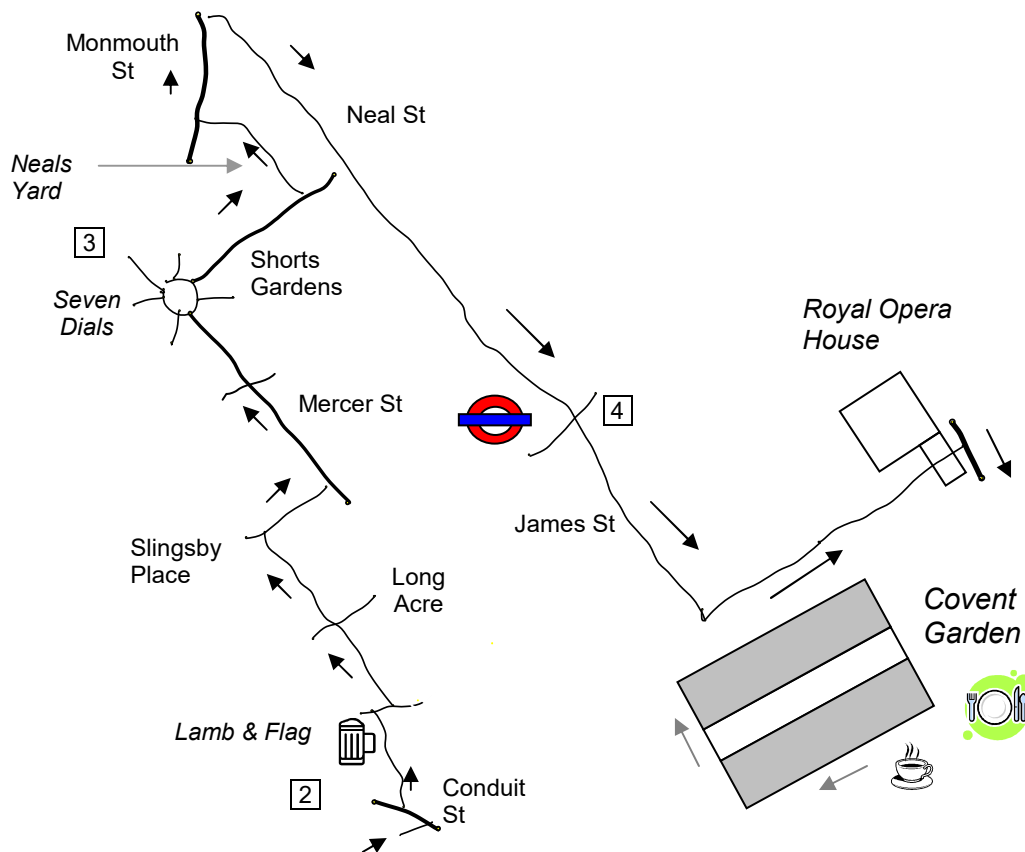 Monmouth
St
Neal St
Neals
Yard
3
Shorts
Gardens
Seven
Dials
Royal Opera
House
Mercer St
4
James St
Slingsby
Place
Long
Acre
Covent
Garden
Lamb & Flag
2
Conduit
St